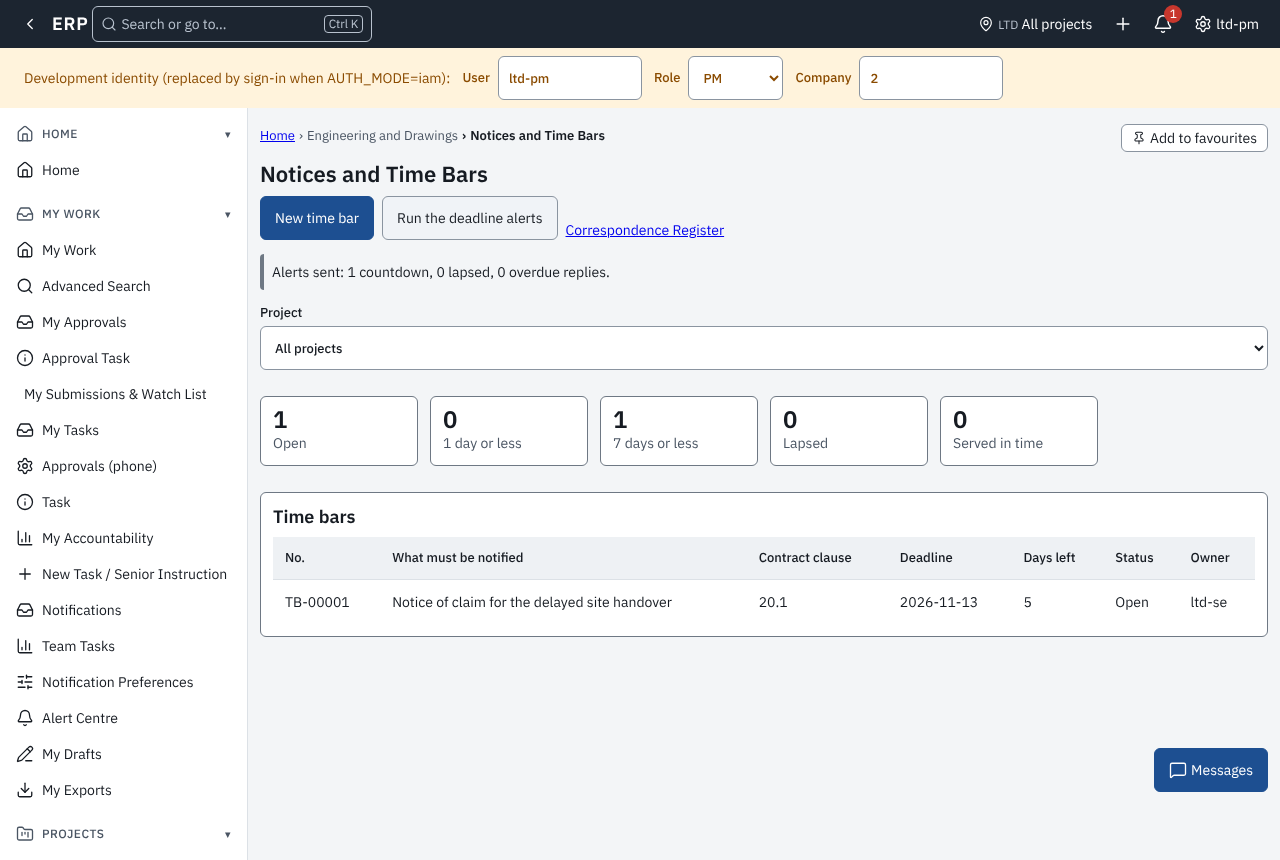 ERP
Search or go to...
Ctrl K
LTD All projects
1
ltd-pm
Development identity (replaced by sign-in when AUTH_MODE=iam):
User
ltd-pm
Role
PM
Company
2
HOME
Home
MY WORK
My Work
Advanced Search
My Approvals
Approval Task
My Submissions & Watch List
My Tasks
Approvals (phone)
Task
My Accountability
New Task / Senior Instruction
Notifications
Team Tasks
Notification Preferences
Alert Centre
My Drafts
My Exports
PROJECTS
Home › Engineering and Drawings › Notices and Time Bars
Add to favourites
Notices and Time Bars
New time bar
Run the deadline alerts
Correspondence Register
Alerts sent: 1 countdown, 0 lapsed, 0 overdue replies.
Project
All projects
1
Open
0
1 day or less
1
7 days or less
0
Lapsed
0
Served in time
Time bars
No. What must be notified Contract clause Deadline Days left Status Owner
TB-00001 Notice of claim for the delayed site handover 20.1 2026-11-13 5 Open ltd-se
Messages